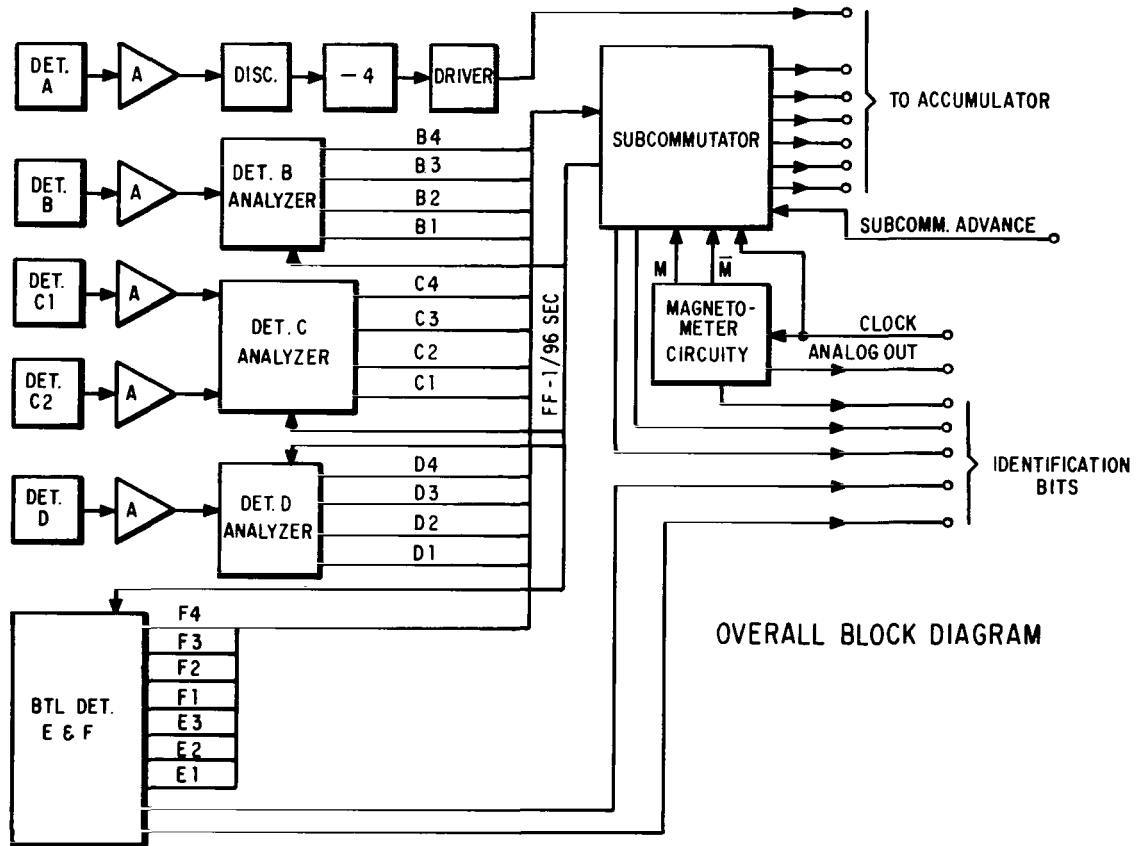 DET. A
A
DISC.
-4
DRIVER
TO ACCUMULATOR
SUBCOMMUTATOR
SUBCOMM. ADVANCE
DET. B
A
DET. B ANALYZER
B4
B3
B2
B1
DET. C1
A
DET. C2
A
DET. C ANALYZER
C4
C3
C2
C1
FF-1/96 SEC
M
M̅
MAGNETO-
METER
CIRCUITY
CLOCK
ANALOG OUT
IDENTIFICATION
BITS
DET. D
A
DET. D ANALYZER
D4
D3
D2
D1
BTL DET.
E & F
F4
F3
F2
F1
E3
E2
E1
OVERALL BLOCK DIAGRAM